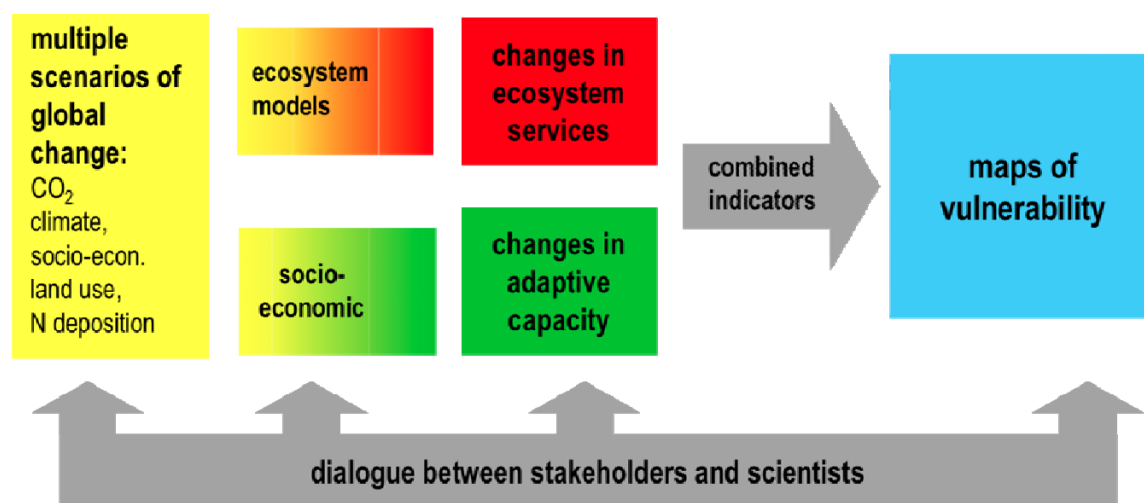 multiple
scenarios of
global
change:
CO₂
climate,
socio-econ.
land use,
N deposition
ecosystem
models
socio-
economic
changes in
ecosystem
services
changes in
adaptive
capacity
combined
indicators
maps of
vulnerability
dialogue between stakeholders and scientists